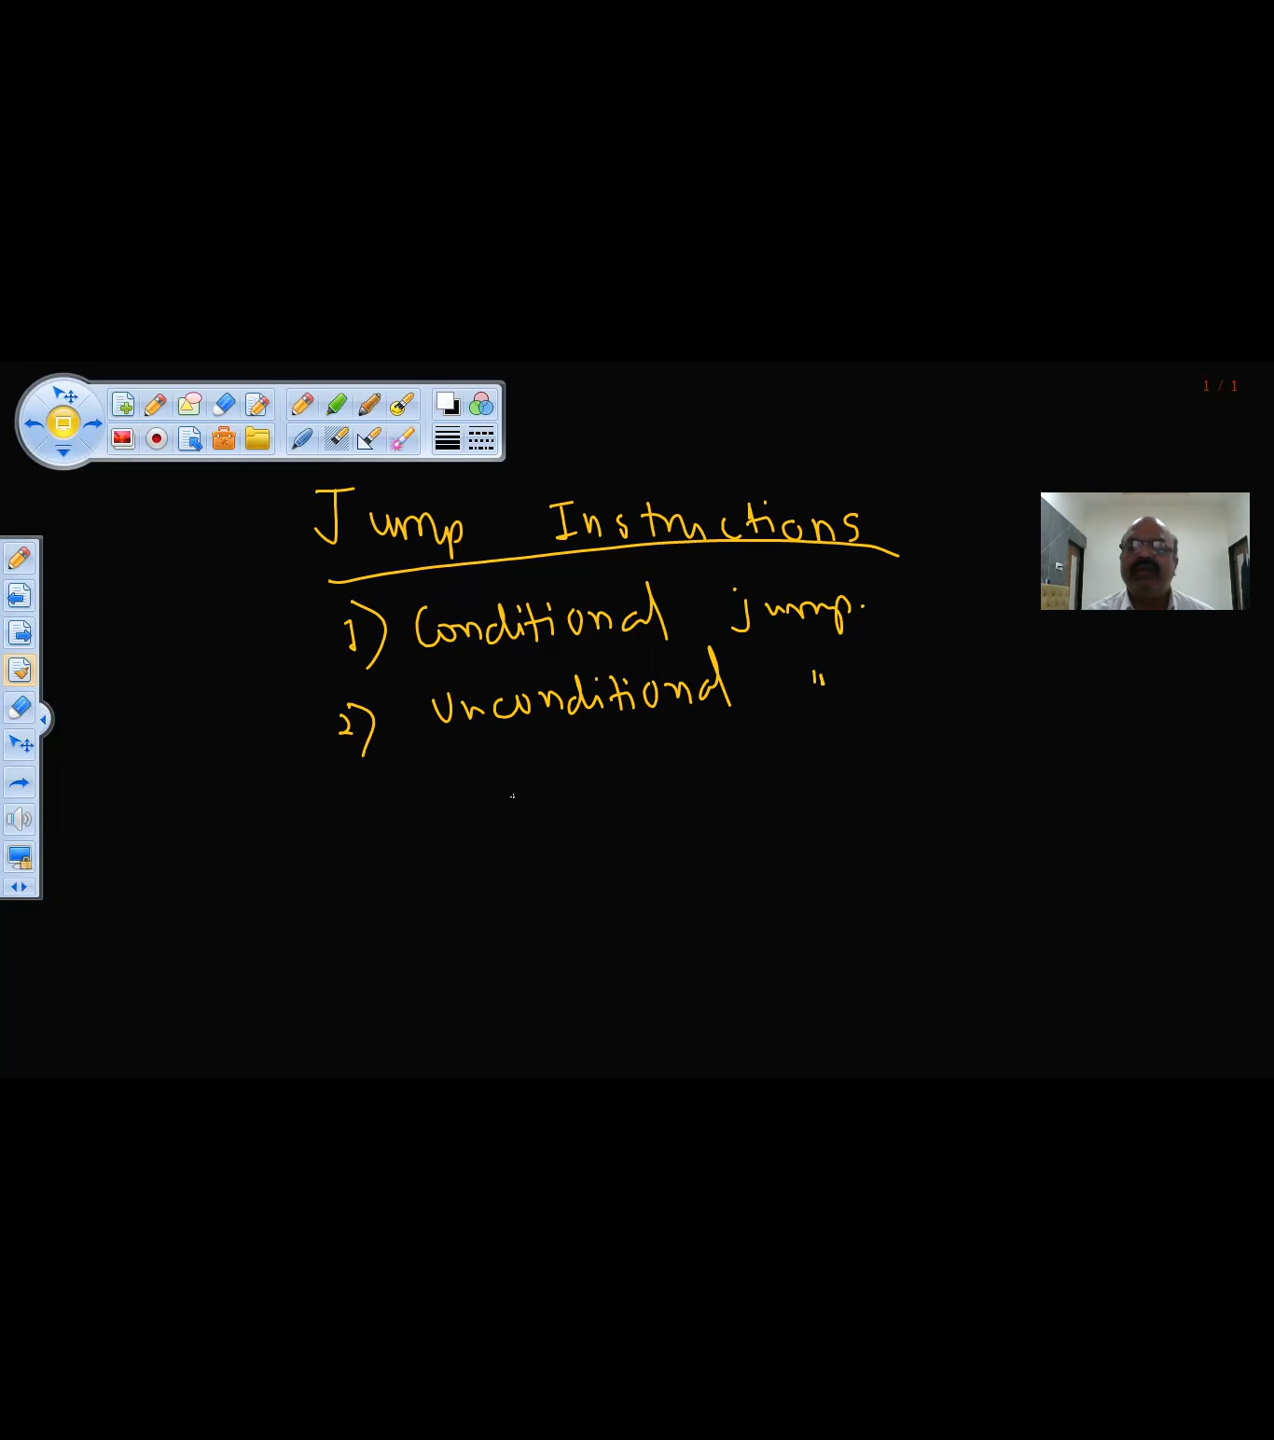 1 / 1
Jump Instructions
1) Conditional jump.
2) unconditional "